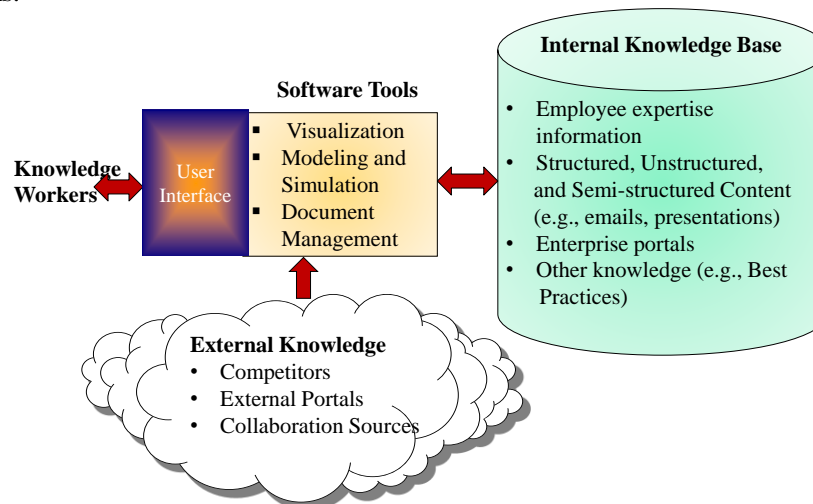 Internal Knowledge Base
• Employee expertise
information
• Structured, Unstructured,
and Semi-structured Content
(e.g., emails, presentations)
• Enterprise portals
• Other knowledge (e.g., Best
Practices)
Software Tools
▪ Visualization
▪ Modeling and
Simulation
▪ Document
Management
User
Interface
Knowledge
Workers
External Knowledge
• Competitors
• External Portals
• Collaboration Sources